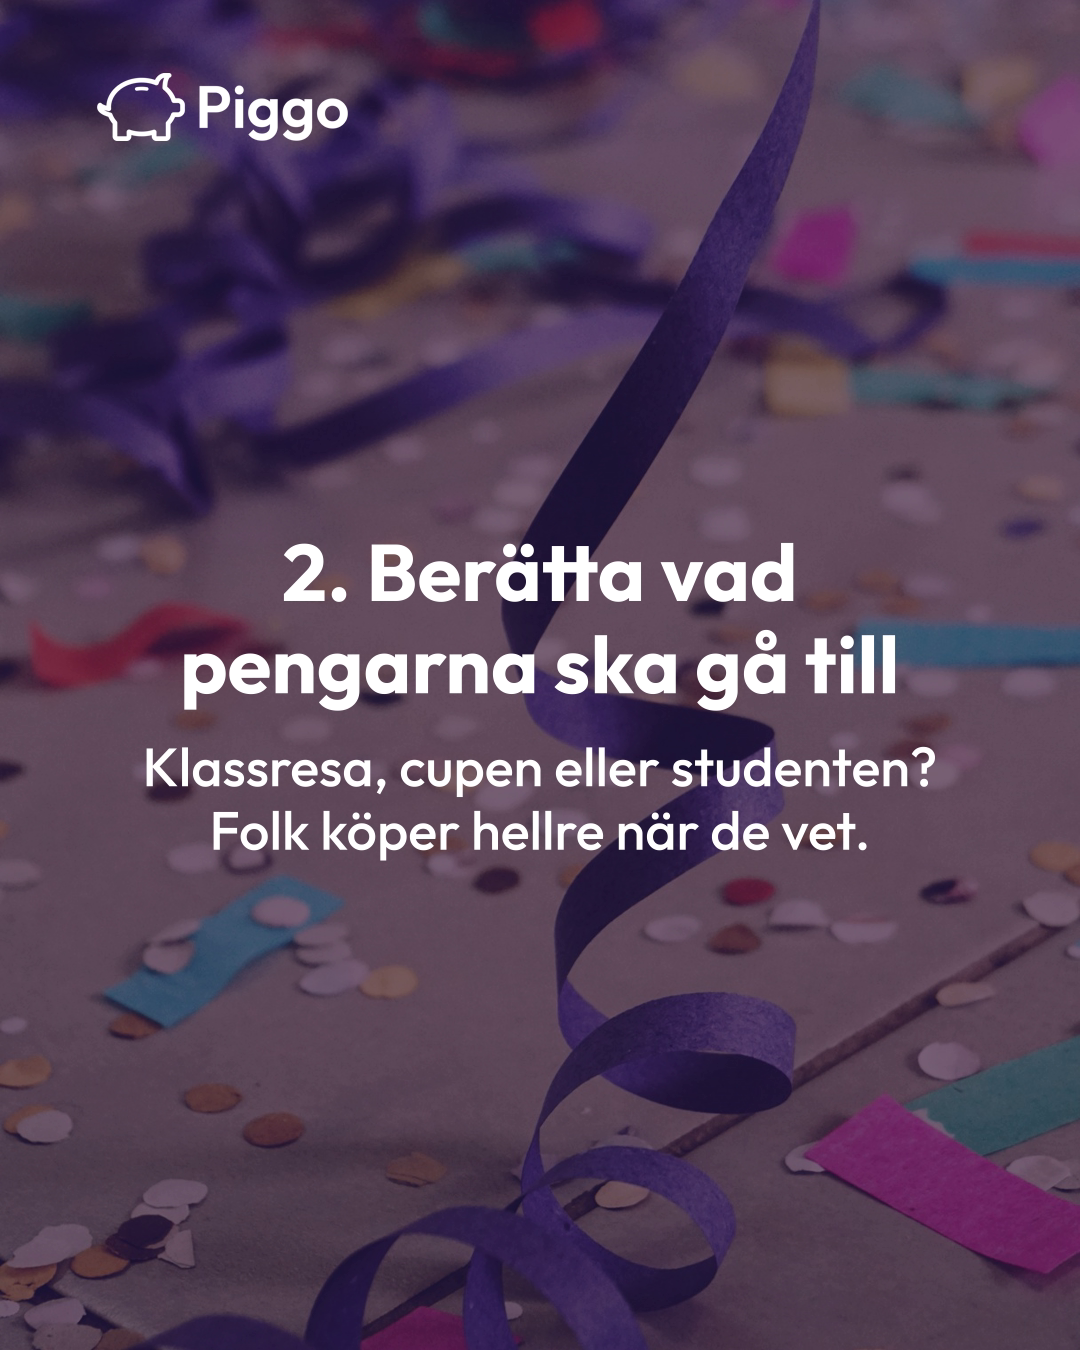 Piggo
2. Berätta vad
pengarna ska gå till
Klassresa, cupen eller studenten?
Folk köper hellre när de vet.